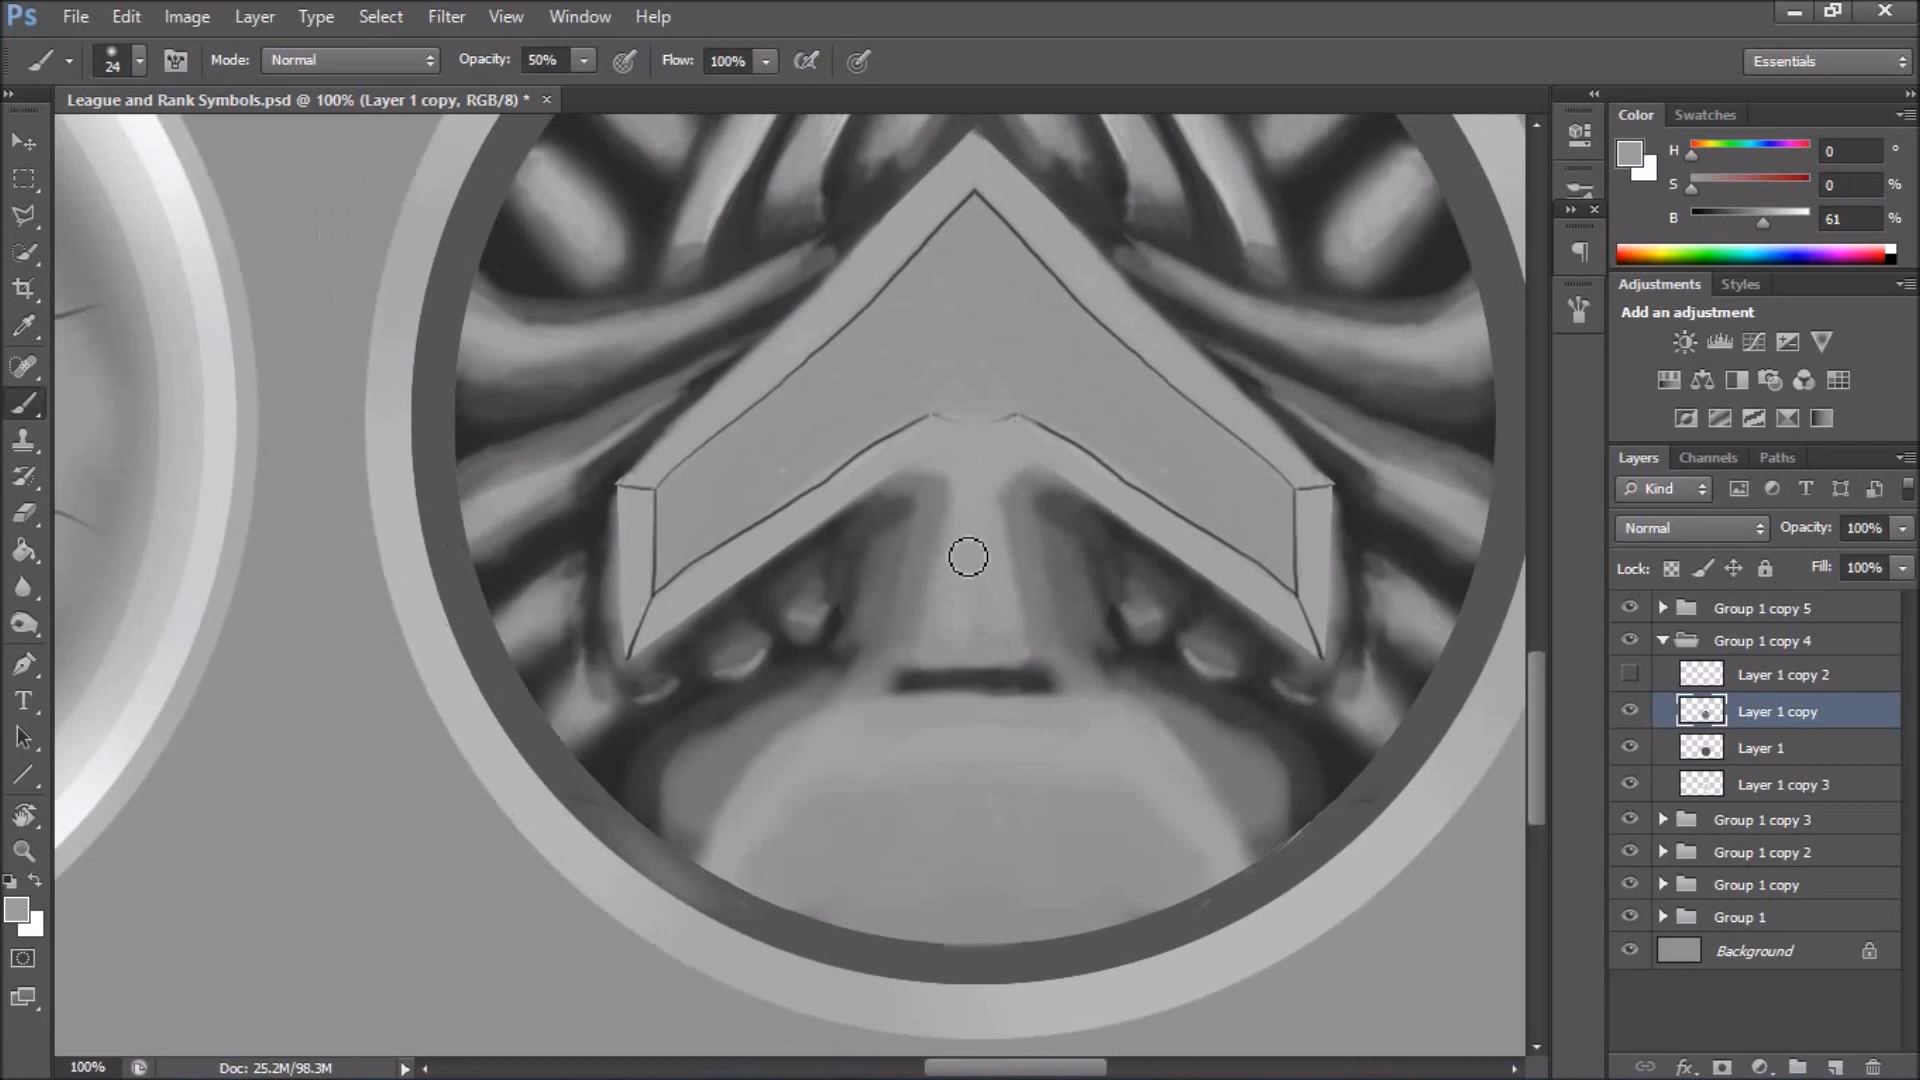 Ps File Edit Image Layer Type Select Filter View Window Help
24 Mode: Normal Opacity: 50% Flow: 100% Essentials
League and Rank Symbols.psd @ 100% (Layer 1 copy, RGB/8) *
Color Swatches
H 0 °
S 0 %
B 61 %
Adjustments Styles
Add an adjustment
Layers Channels Paths
Kind
Normal Opacity: 100%
Lock: Fill: 100%
Group 1 copy 5
Group 1 copy 4
Layer 1 copy 2
Layer 1 copy
Layer 1
Layer 1 copy 3
Group 1 copy 3
Group 1 copy 2
Group 1 copy
Group 1
Background
100% Doc: 25.2M/98.3M